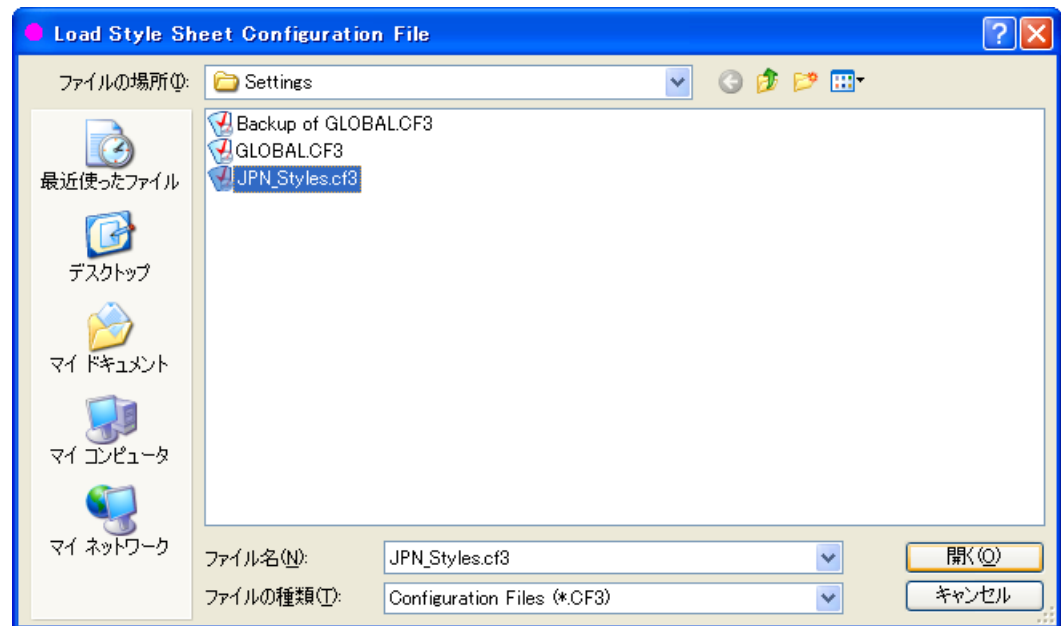 Load Style Sheet Configuration File
ファイルの場所(I):
Settings
Backup of GLOBAL.CF3
GLOBAL.CF3
JPN_Styles.cf3
最近使ったファイル
デスクトップ
マイ ドキュメント
マイ コンピュータ
マイ ネットワーク
ファイル名(N):
JPN_Styles.cf3
開く(O)
ファイルの種類(T):
Configuration Files (*.CF3)
キャンセル